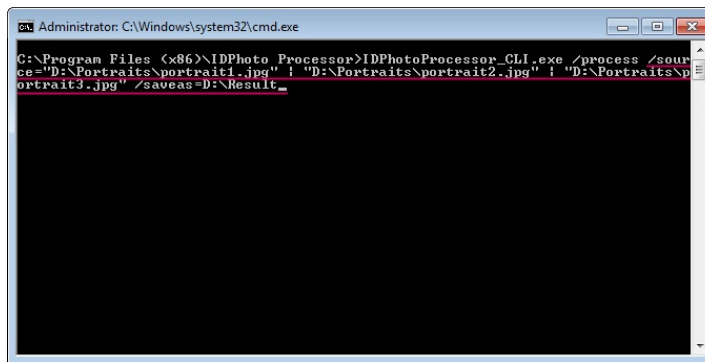 Administrator: C:\Windows\system32\cmd.exe
C:\Program Files (x86)\IDPhoto Processor>IDPhotoProcessor_CLI.exe /process /sour
ce="D:\Portraits\portrait1.jpg" | "D:\Portraits\portrait2.jpg" | "D:\Portraits\p
ortrait3.jpg" /saveas=D:\Result_